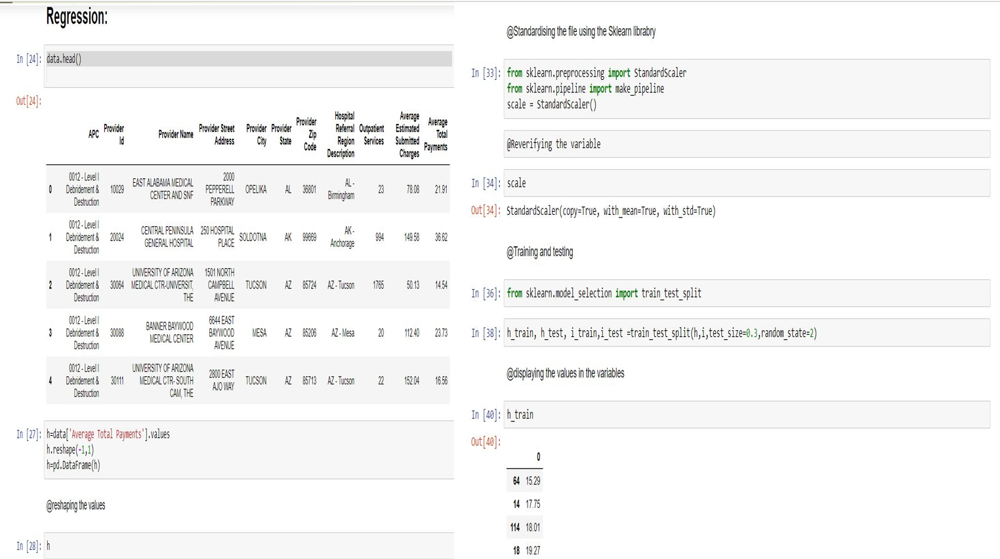 Regression:
In [24]: data.head()
Out[24]:
APC Provider Id Provider Name Provider Street Address Provider City Provider State Provider Zip Code Hospital Referral Region Description Outpatient Services Average Estimated Submitted Charges Average Total Payments
0 0012 - Level I Debridement & Destruction 10029 EAST ALABAMA MEDICAL CENTER AND SNF 2000 PEPPERELL PARKWAY OPELIKA AL 36801 AL - Birmingham 23 78.08 21.91
1 0012 - Level I Debridement & Destruction 20024 CENTRAL PENINSULA GENERAL HOSPITAL 250 HOSPITAL PLACE SOLDOTNA AK 99669 AK - Anchorage 994 149.58 36.62
2 0012 - Level I Debridement & Destruction 30064 UNIVERSITY OF ARIZONA MEDICAL CTR-UNIVERSIT, THE 1501 NORTH CAMPBELL AVENUE TUCSON AZ 85724 AZ - Tucson 1765 50.13 14.54
3 0012 - Level I Debridement & Destruction 30088 BANNER BAYWOOD MEDICAL CENTER 6644 EAST BAYWOOD AVENUE MESA AZ 85206 AZ - Mesa 20 112.40 23.73
4 0012 - Level I Debridement & Destruction 30111 UNIVERSITY OF ARIZONA MEDICAL CTR- SOUTH CAM, THE 2800 EAST AJO WAY TUCSON AZ 85713 AZ - Tucson 22 152.04 16.56
In [27]: h=data['Average Total Payments'].values
h.reshape(-1,1)
h=pd.DataFrame(h)
@reshaping the values
In [28]: h
@Standardising the file using the Sklearn librabry
In [33]: from sklearn.preprocessing import StandardScaler
from sklearn.pipeline import make_pipeline
scale = StandardScaler()
@Reverifying the variable
In [34]: scale
Out[34]: StandardScaler(copy=True, with_mean=True, with_std=True)
@Training and testing
In [36]: from sklearn.model_selection import train_test_split
In [38]: h_train, h_test, i_train,i_test =train_test_split(h,i,test_size=0.3,random_state=2)
@displaying the values in the variables
In [40]: h_train
Out[40]:
0
64 15.29
14 17.75
114 18.01
18 19.27